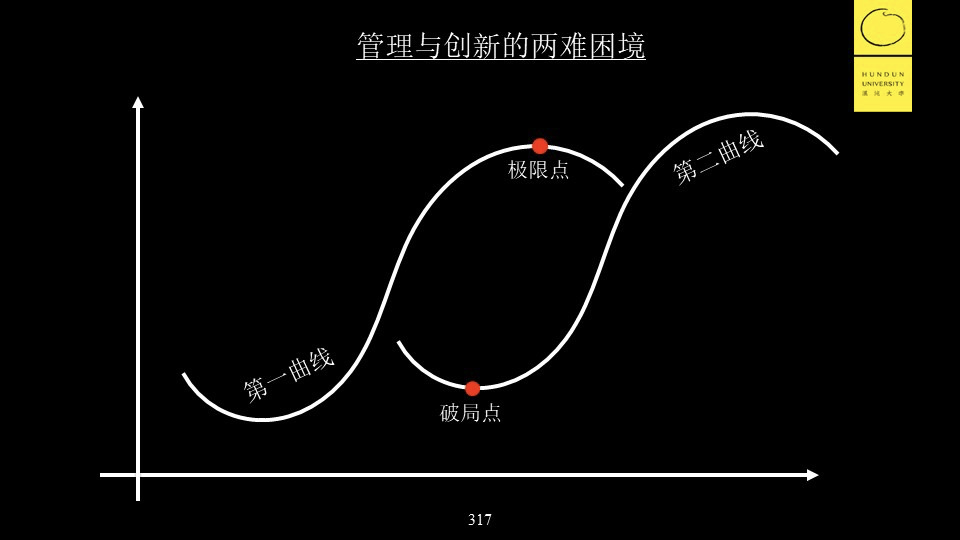 管理与创新的两难困境
HUNDUN
UNIVERSITY
混沌大学
极限点
第二曲线
第一曲线
破局点
317